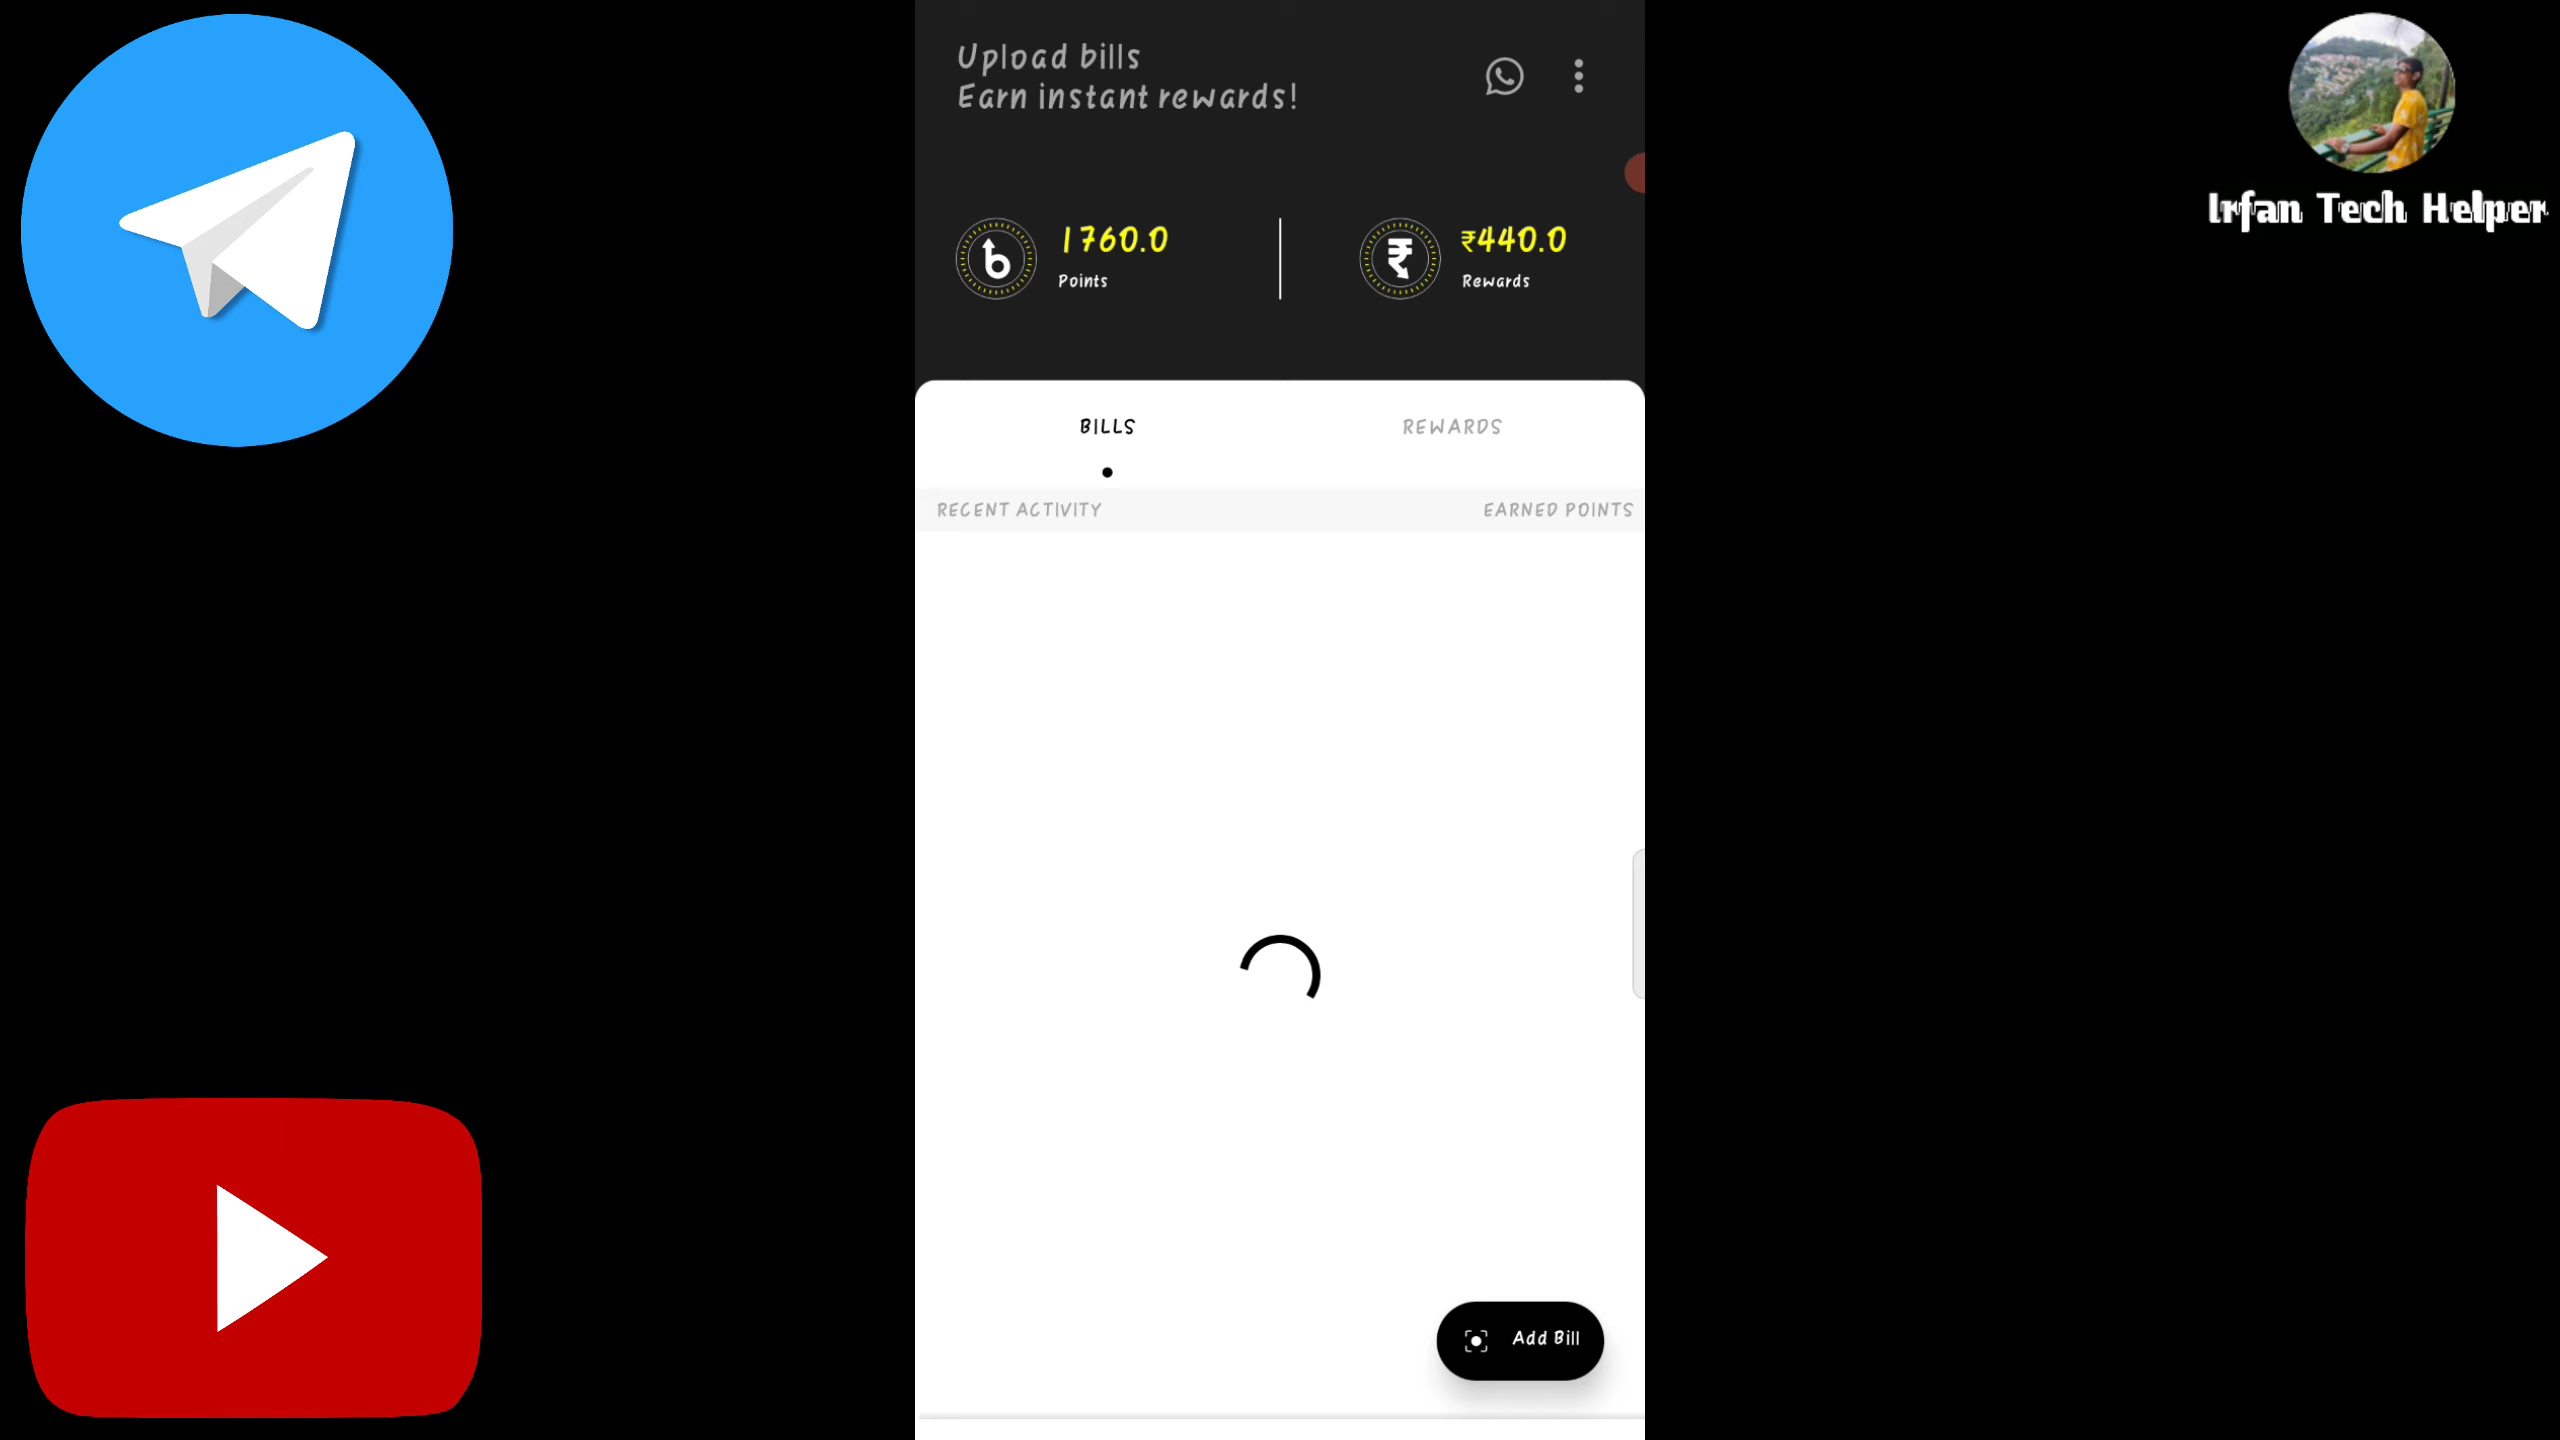 Upload bills
Earn instant rewards!
1760.0
Points
₹440.0
Rewards
BILLS
REWARDS
RECENT ACTIVITY
EARNED POINTS
Add Bill
Irfan Tech Helper